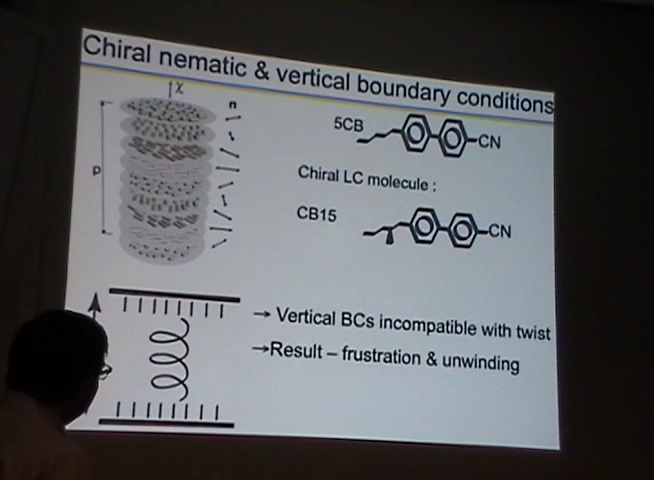 Chiral nematic & vertical boundary conditions
χ
n
p
5CB
CN
Chiral LC molecule :
CB15
CN
→ Vertical BCs incompatible with twist
→Result – frustration & unwinding